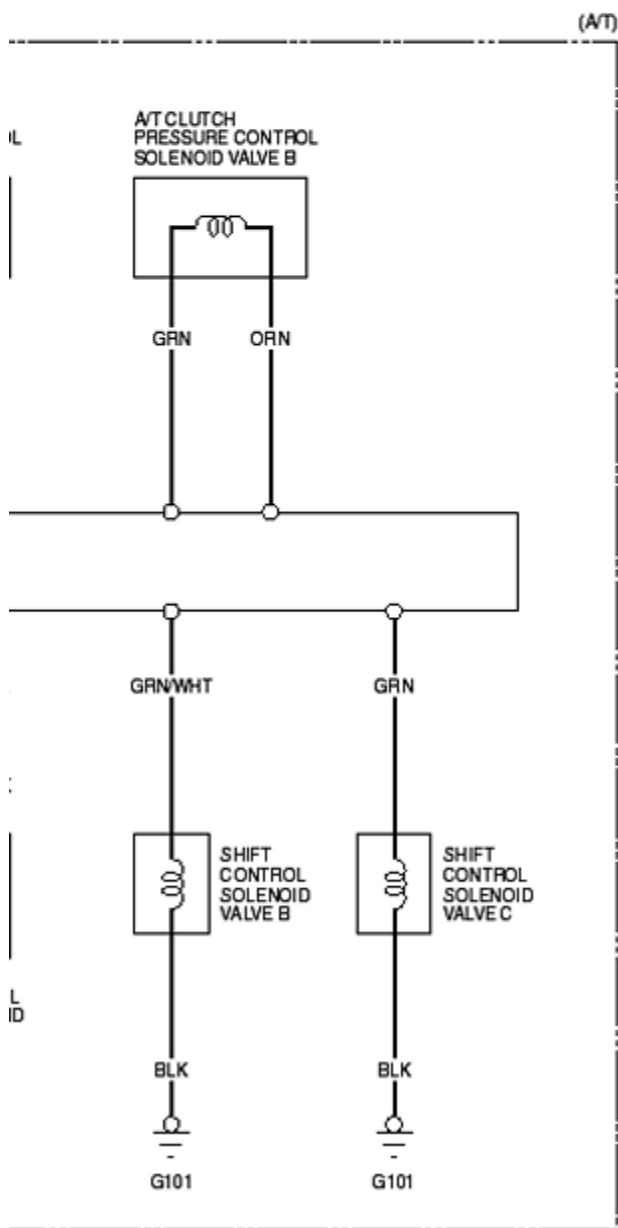 (A/T)
A/T CLUTCH
PRESSURE CONTROL
SOLENOID VALVE B
GRN ORN
GRN/WHT GRN
SHIFT
CONTROL
SOLENOID
VALVE B
SHIFT
CONTROL
SOLENOID
VALVE C
BLK BLK
G101 G101